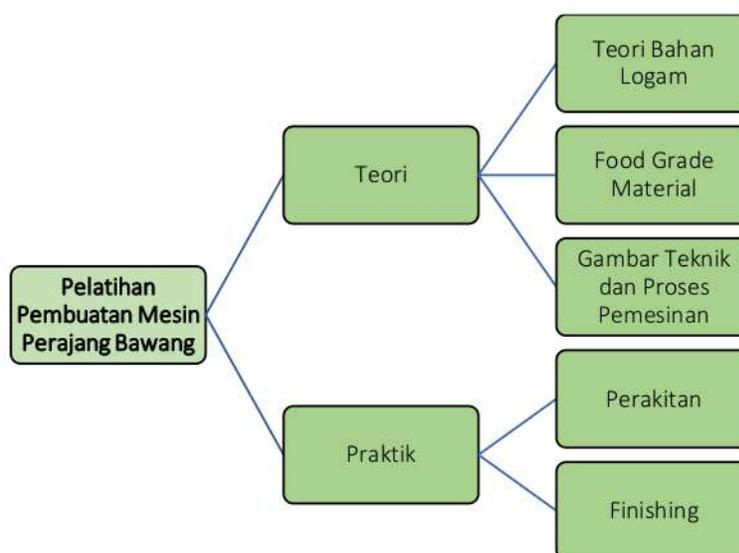 Teori Bahan
Logam
Teori
Food Grade
Material
Gambar Teknik
dan Proses
Pemesinan
Pelatihan
Pembuatan Mesin
Perajang Bawang
Praktik
Perakitan
Finishing